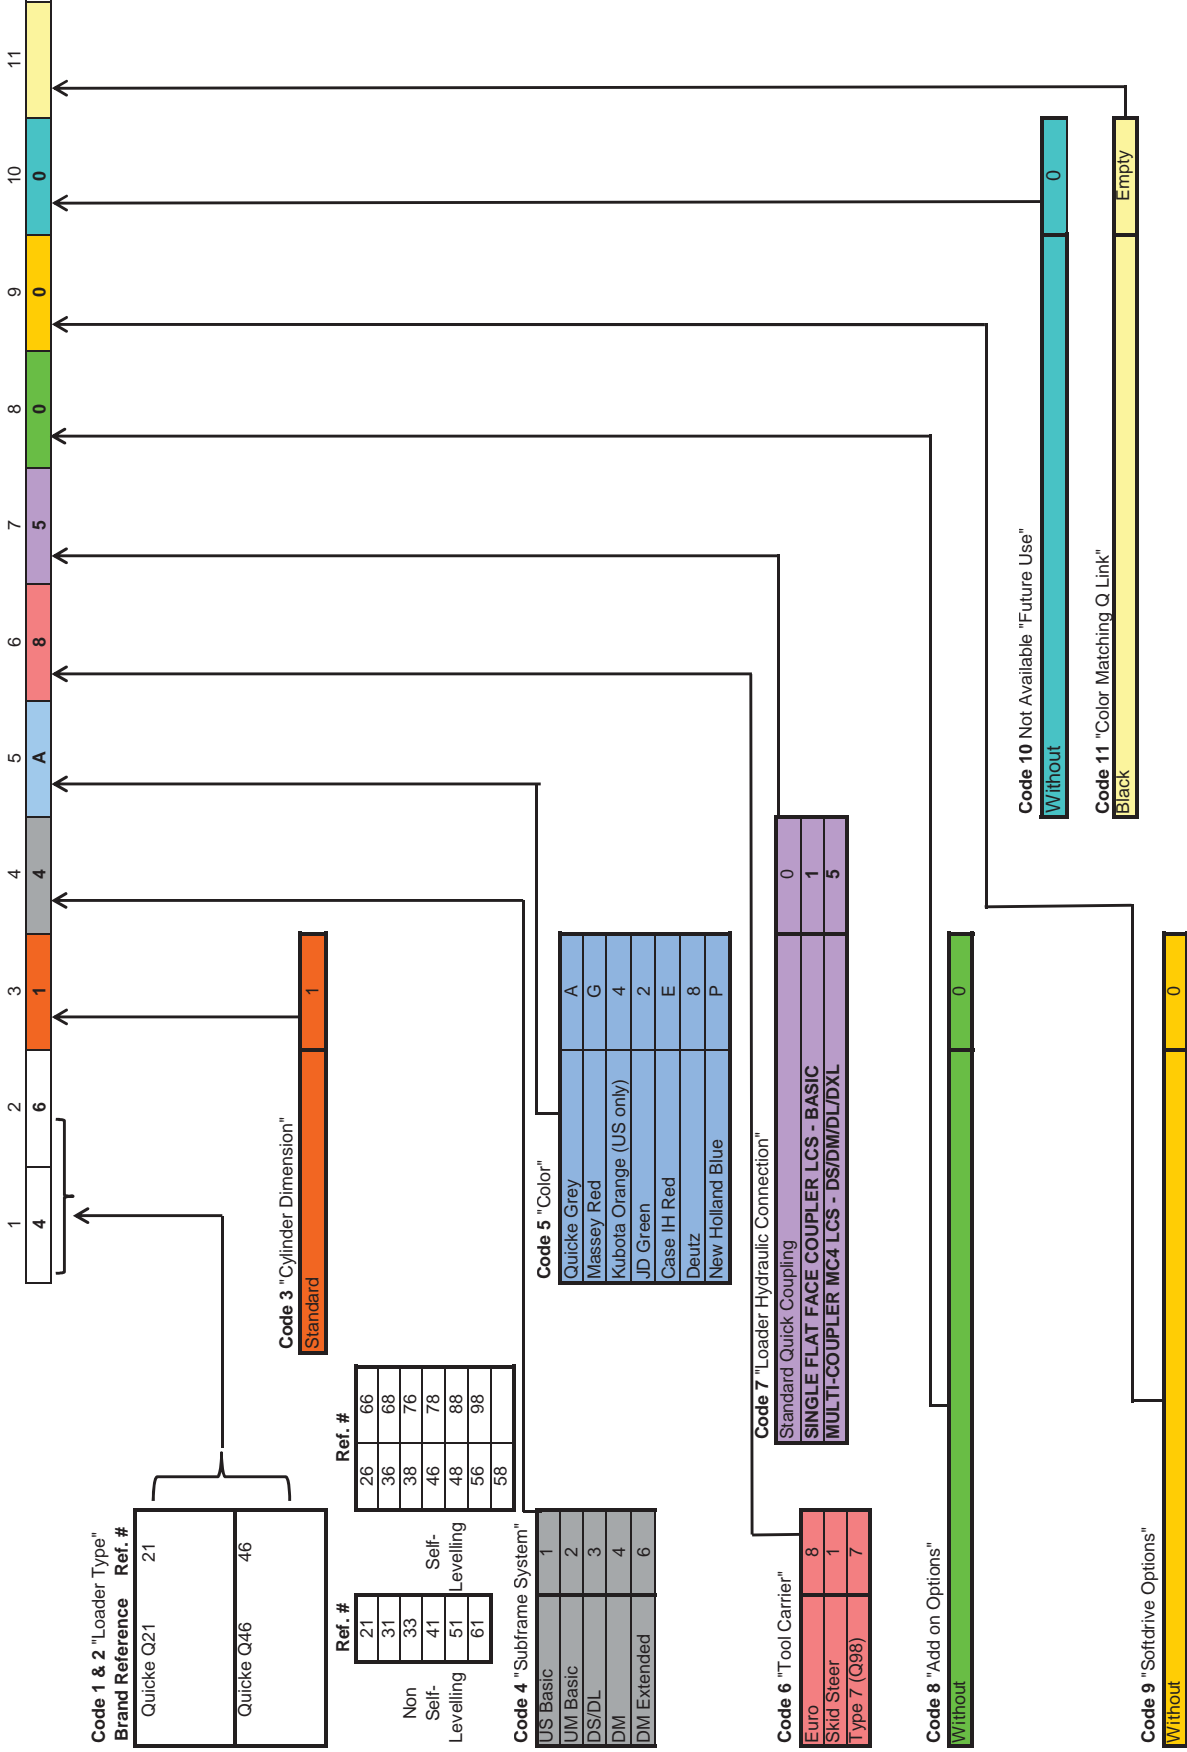 1 2 3 4 5 6 7 8 9 10 11
4 6 1 4 A 8 5 0 0 0
Code 1 & 2 "Loader Type"
Brand Reference Ref. #
Quicke Q21 21
Quicke Q46 46
Ref. #
21
31
33
41
51
61
Non
Self-
Levelling
Ref. #
26 66
36 68
38 76
46 78
48 88
56 98
58
Self-
Levelling
Code 3 "Cylinder Dimension"
Standard 1
Code 4 "Subframe System"
US Basic 1
UM Basic 2
DS/DL 3
DM 4
DM Extended 6
Code 5 "Color"
Quicke Grey A
Massey Red G
Kubota Orange (US only) 4
JD Green 2
Case IH Red E
Deutz 8
New Holland Blue P
Code 6 "Tool Carrier"
Euro 8
Skid Steer 1
Type 7 (Q98) 7
Code 7 "Loader Hydraulic Connection"
Standard Quick Coupling 0
SINGLE FLAT FACE COUPLER LCS - BASIC 1
MULTI-COUPLER MC4 LCS - DS/DM/DL/DXL 5
Code 8 "Add on Options"
Without 0
Code 9 "Softdrive Options"
Without 0
Code 10 Not Available "Future Use"
Without 0
Code 11 "Color Matching Q Link"
Black Empty